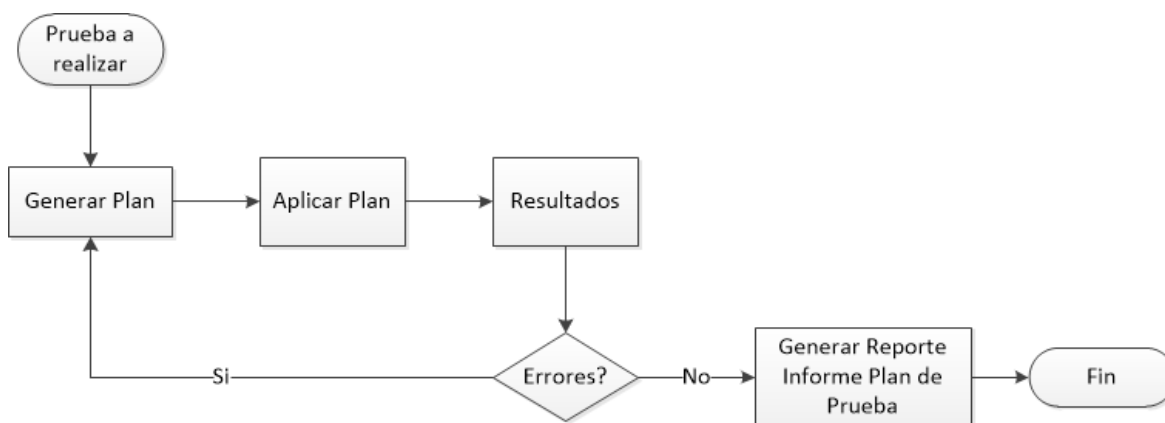 Prueba a
realizar
Generar Plan
Aplicar Plan
Resultados
Errores?
Si
No
Generar Reporte
Informe Plan de
Prueba
Fin